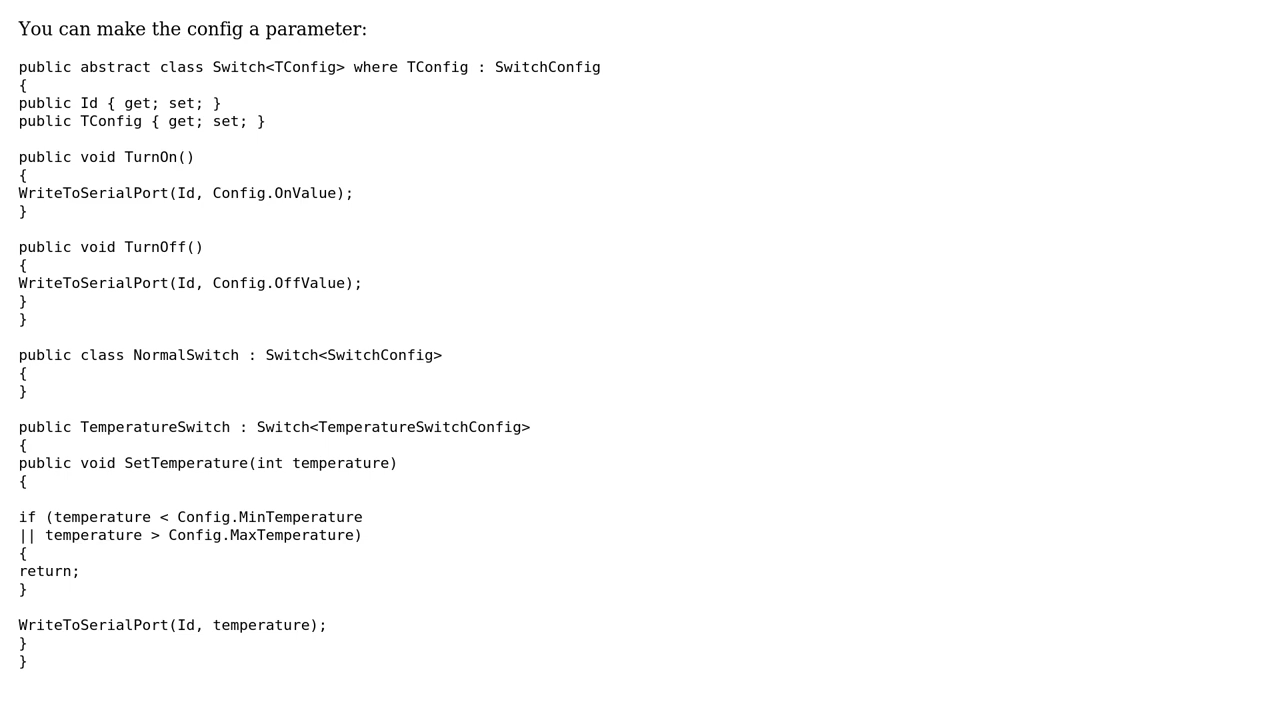 You can make the config a parameter:
public abstract class Switch<TConfig> where TConfig : SwitchConfig
{
public Id { get; set; }
public TConfig { get; set; }
public void TurnOn()
{
WriteToSerialPort(Id, Config.OnValue);
}
public void TurnOff()
{
WriteToSerialPort(Id, Config.OffValue);
}
}
public class NormalSwitch : Switch<SwitchConfig>
{
}
public TemperatureSwitch : Switch<TemperatureSwitchConfig>
{
public void SetTemperature(int temperature)
{
if (temperature < Config.MinTemperature
|| temperature > Config.MaxTemperature)
{
return;
}
WriteToSerialPort(Id, temperature);
}
}